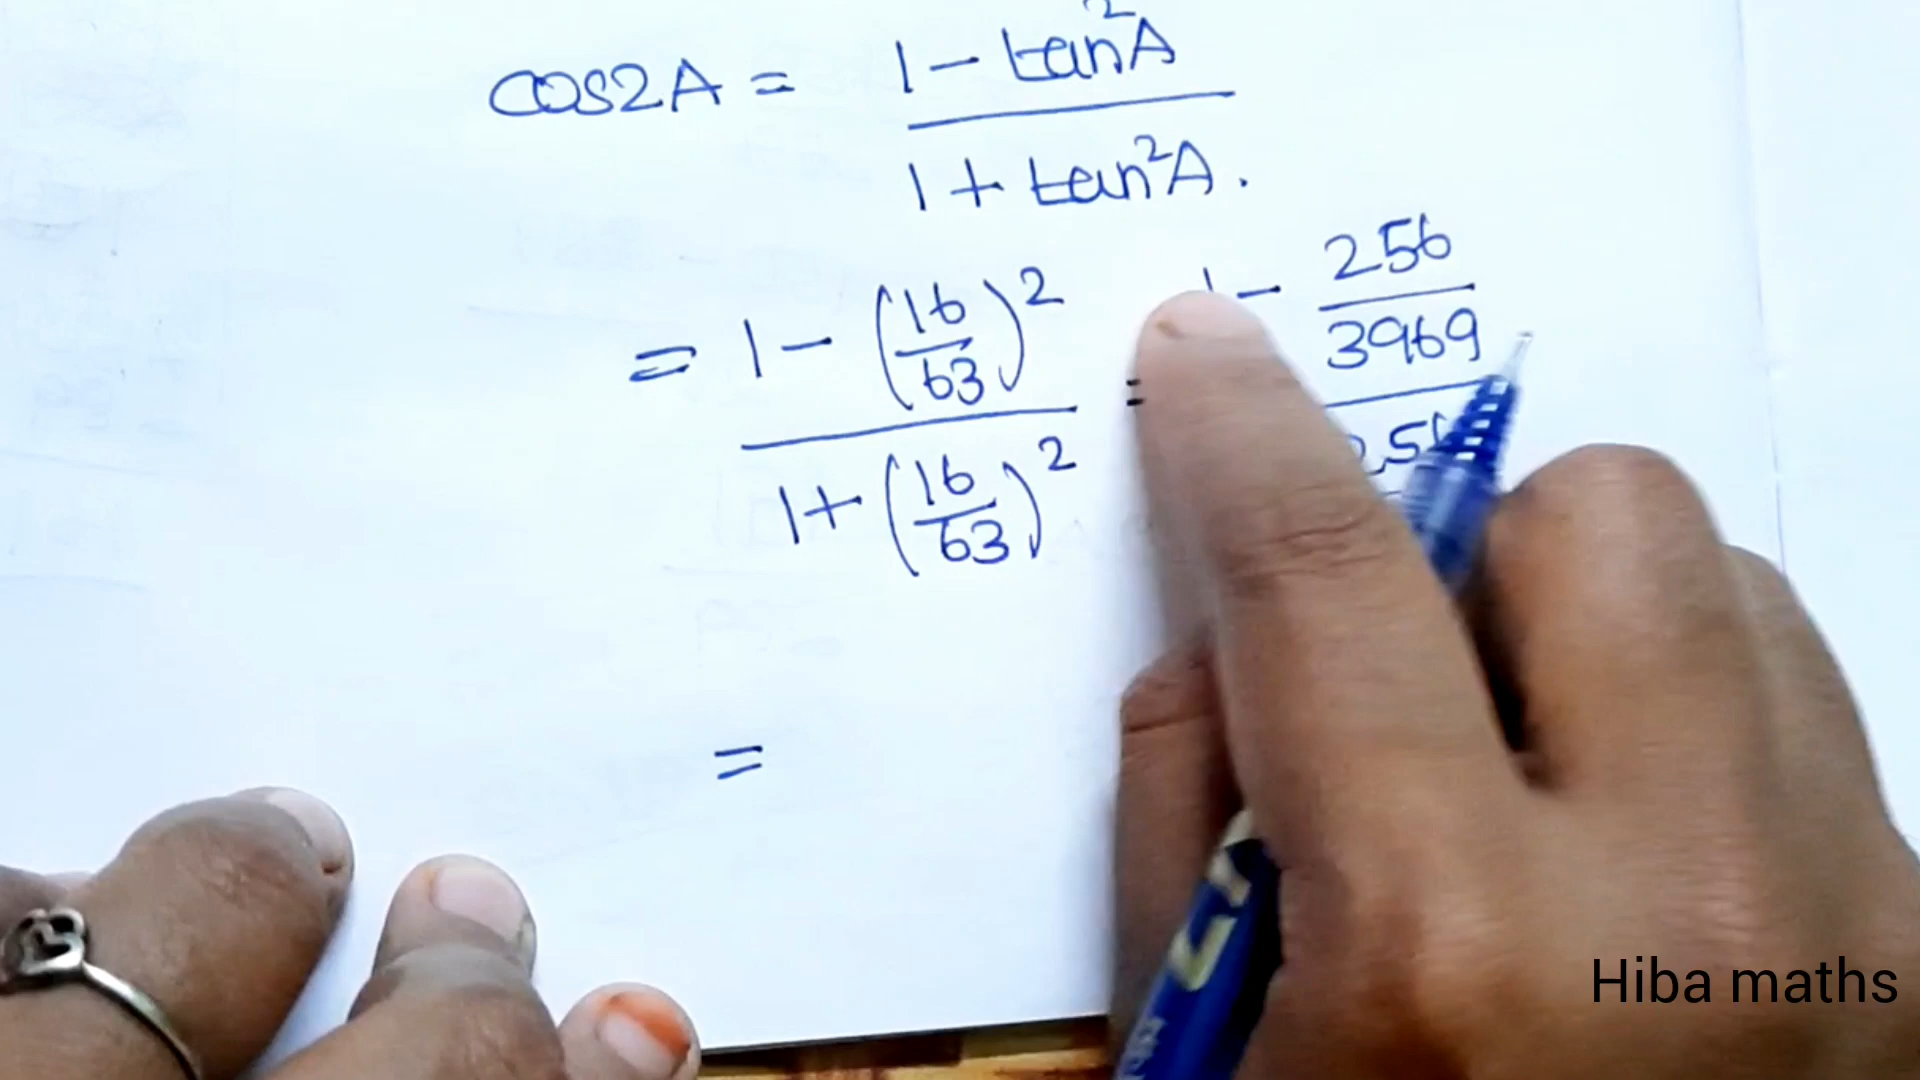 cos2A = 1 - tan²A / 1 + tan²A.
= 1 - (16/63)² / 1 + (16/63)² = 1 - 256/3969
=
Hiba maths